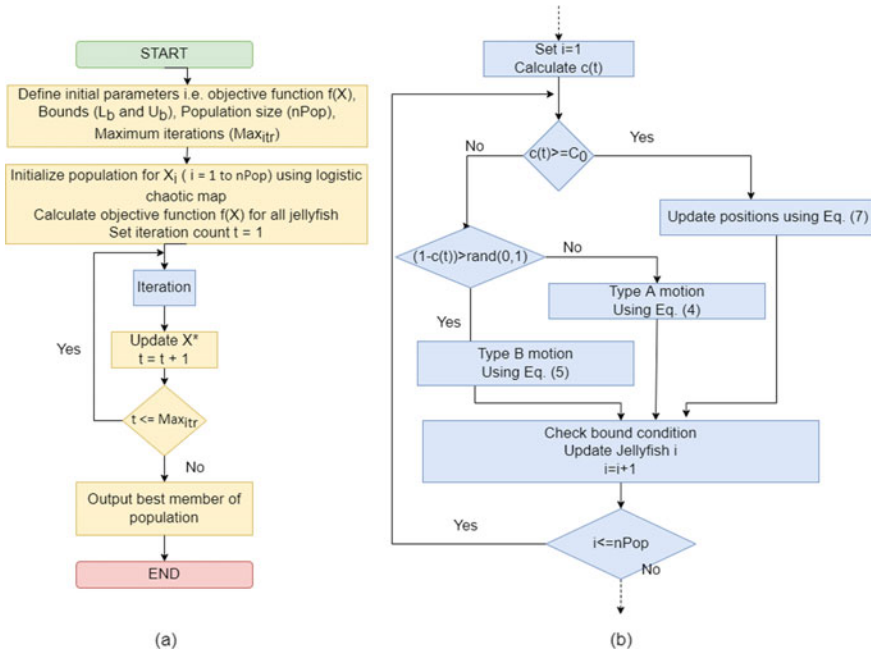 START
Define initial parameters i.e. objective function f(X),
Bounds (Lb and Ub), Population size (nPop),
Maximum iterations (Maxitr)
Initialize population for Xi ( i = 1 to nPop) using logistic
chaotic map
Calculate objective function f(X) for all jellyfish
Set iteration count t = 1
Iteration
Update X*
t = t + 1
Yes
t <= Maxitr
No
Output best member of
population
END
(a)
Set i=1
Calculate c(t)
c(t)>=C0
No
Yes
Update positions using Eq. (7)
(1-c(t))>rand(0,1)
No
Type A motion
Using Eq. (4)
Yes
Type B motion
Using Eq. (5)
Check bound condition
Update Jellyfish i
i=i+1
Yes
i<=nPop
No
(b)